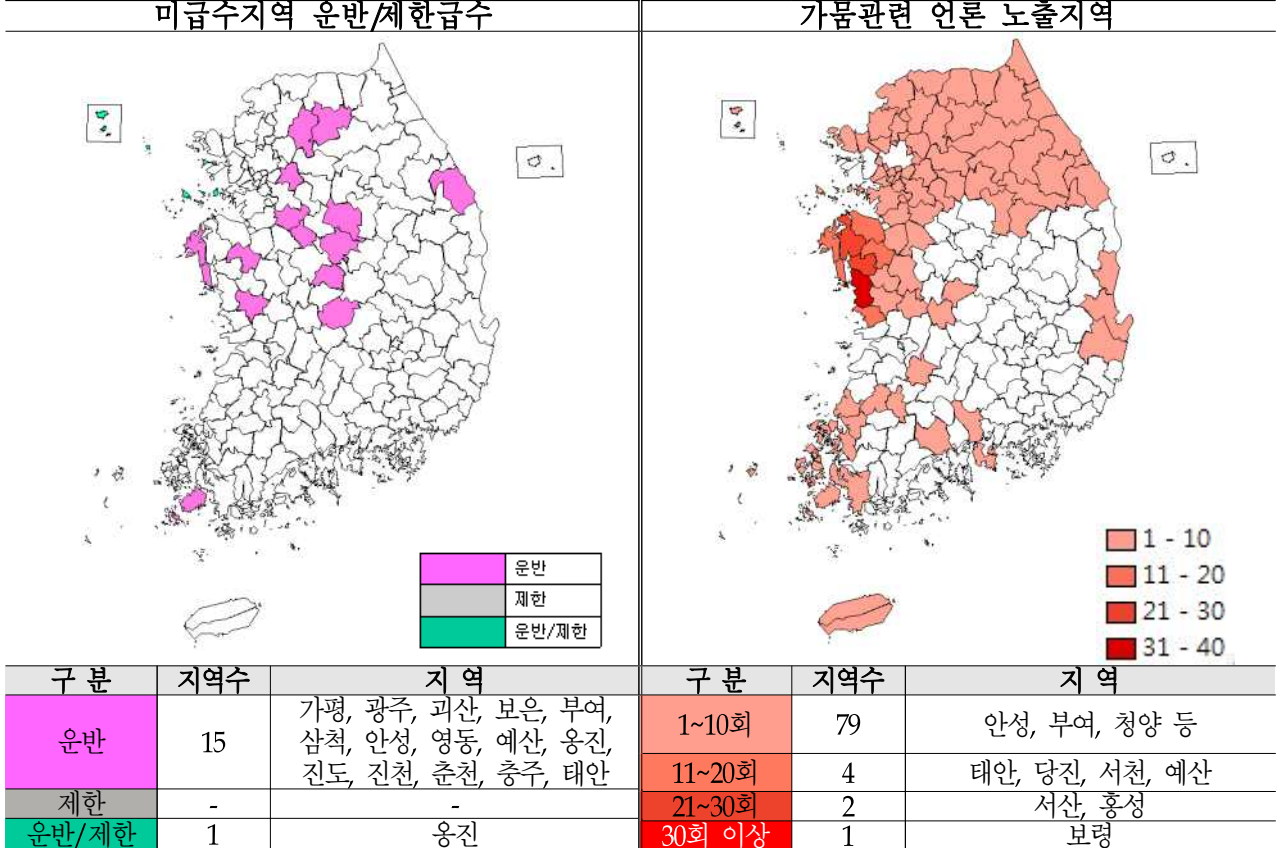 미급수지역 운반/제한급수
가뭄관련 언론 노출지역
운반
제한
운반/제한
1 - 10
11 - 20
21 - 30
31 - 40
구 분 지역수 지 역
운반 15 가평, 광주, 괴산, 보은, 부여,
삼척, 안성, 영동, 예산, 옹진,
진도, 진천, 춘천, 충주, 태안
제한 - -
운반/제한 1 옹진
구 분 지역수 지 역
1~10회 79 안성, 부여, 청양 등
11~20회 4 태안, 당진, 서천, 예산
21~30회 2 서산, 홍성
30회 이상 1 보령